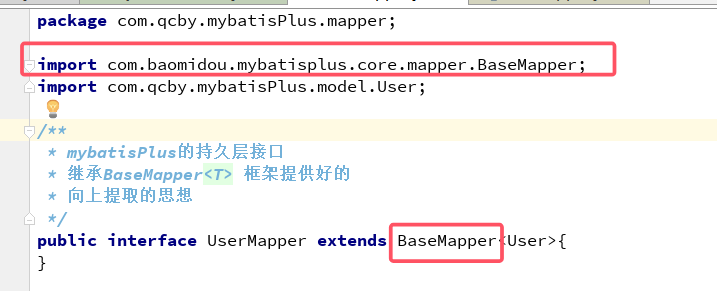 package com.qcby.mybatisPlus.mapper;
import com.baomidou.mybatisplus.core.mapper.BaseMapper;
import com.qcby.mybatisPlus.model.User;
/**
* mybatisPlus的持久层接口
* 继承BaseMapper<T> 框架提供好的
* 向上提取的思想
*/
public interface UserMapper extends BaseMapper<User>{
}